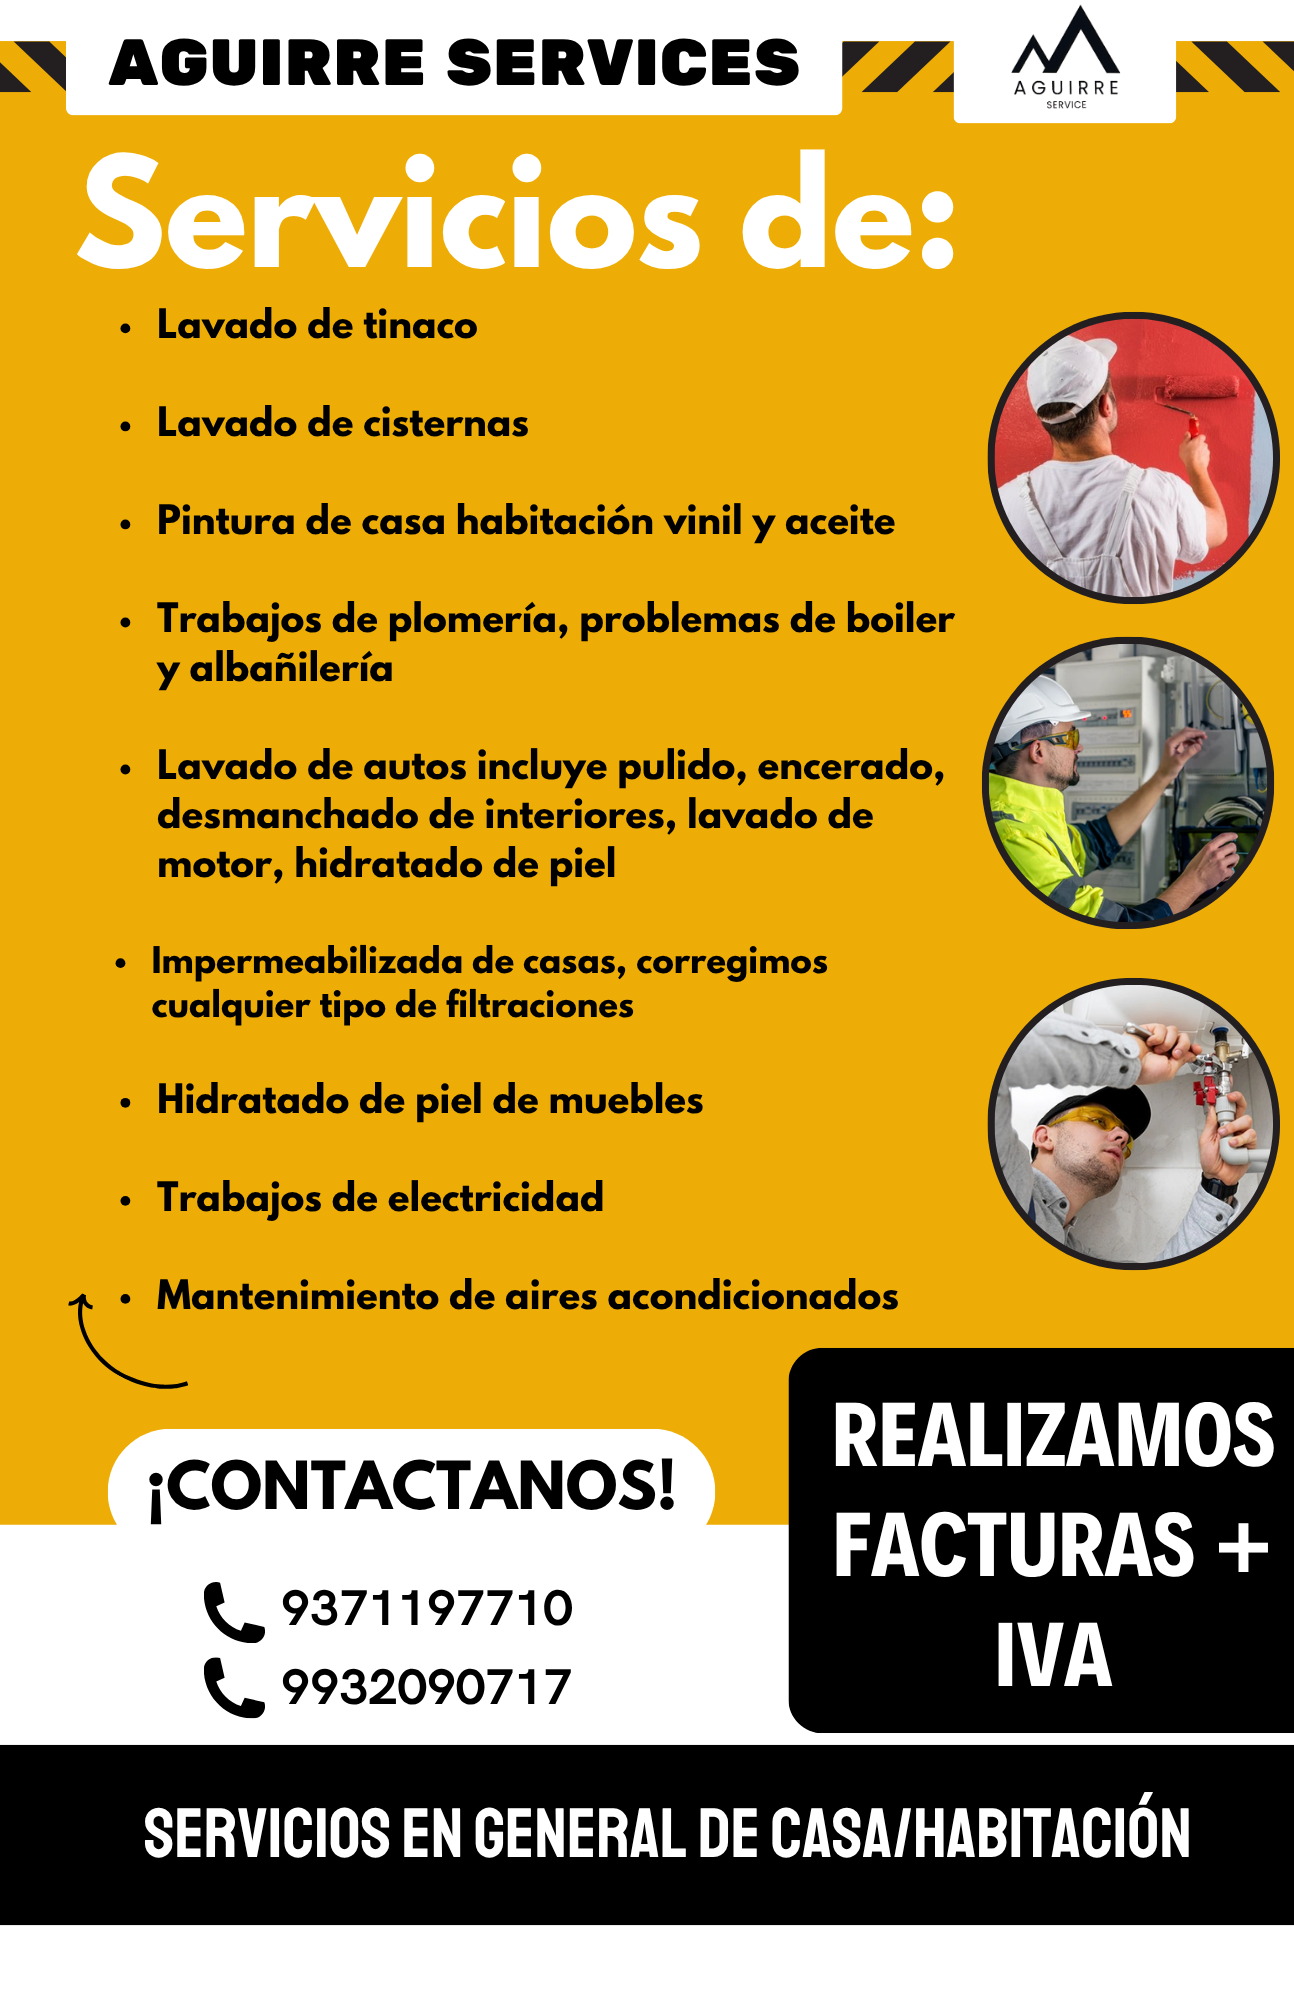 AGUIRRE SERVICES
AGUIRRE
SERVICE
Servicios de:
• Lavado de tinaco
• Lavado de cisternas
• Pintura de casa habitación vinil y aceite
• Trabajos de plomería, problemas de boiler
y albañilería
• Lavado de autos incluye pulido, encerado,
desmanchado de interiores, lavado de
motor, hidratado de piel
• Impermeabilizada de casas, corregimos
cualquier tipo de filtraciones
• Hidratado de piel de muebles
• Trabajos de electricidad
• Mantenimiento de aires acondicionados
¡CONTACTANOS!
9371197710
9932090717
REALIZAMOS
FACTURAS +
IVA
SERVICIOS EN GENERAL DE CASA/HABITACIÓN